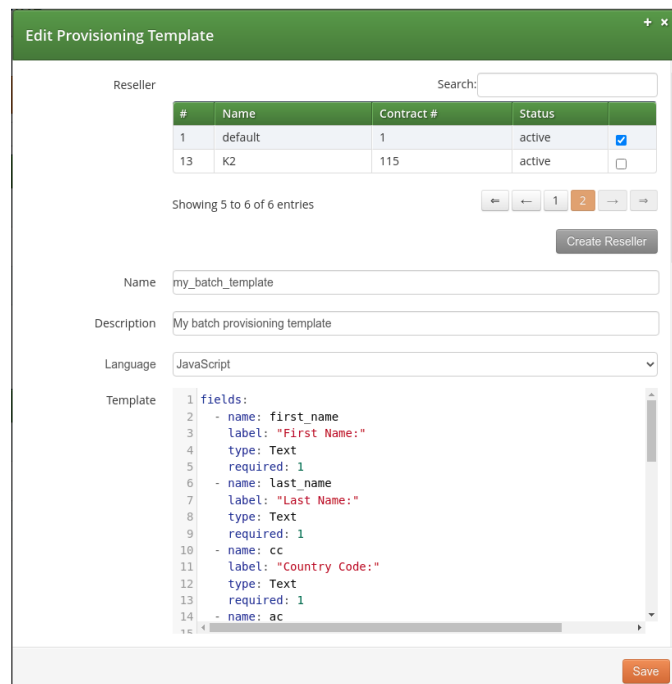 Edit Provisioning Template
+ ×
Reseller
Search:
# Name Contract # Status
1 default 1 active
13 K2 115 active
Showing 5 to 6 of 6 entries
⇐ ← 1 2 → ⇒
Create Reseller
Name my_batch_template
Description My batch provisioning template
Language JavaScript
Template
1 fields:
2 - name: first_name
3 label: "First Name:"
4 type: Text
5 required: 1
6 - name: last_name
7 label: "Last Name:"
8 type: Text
9 required: 1
10 - name: cc
11 label: "Country Code:"
12 type: Text
13 required: 1
14 - name: ac
15
Save